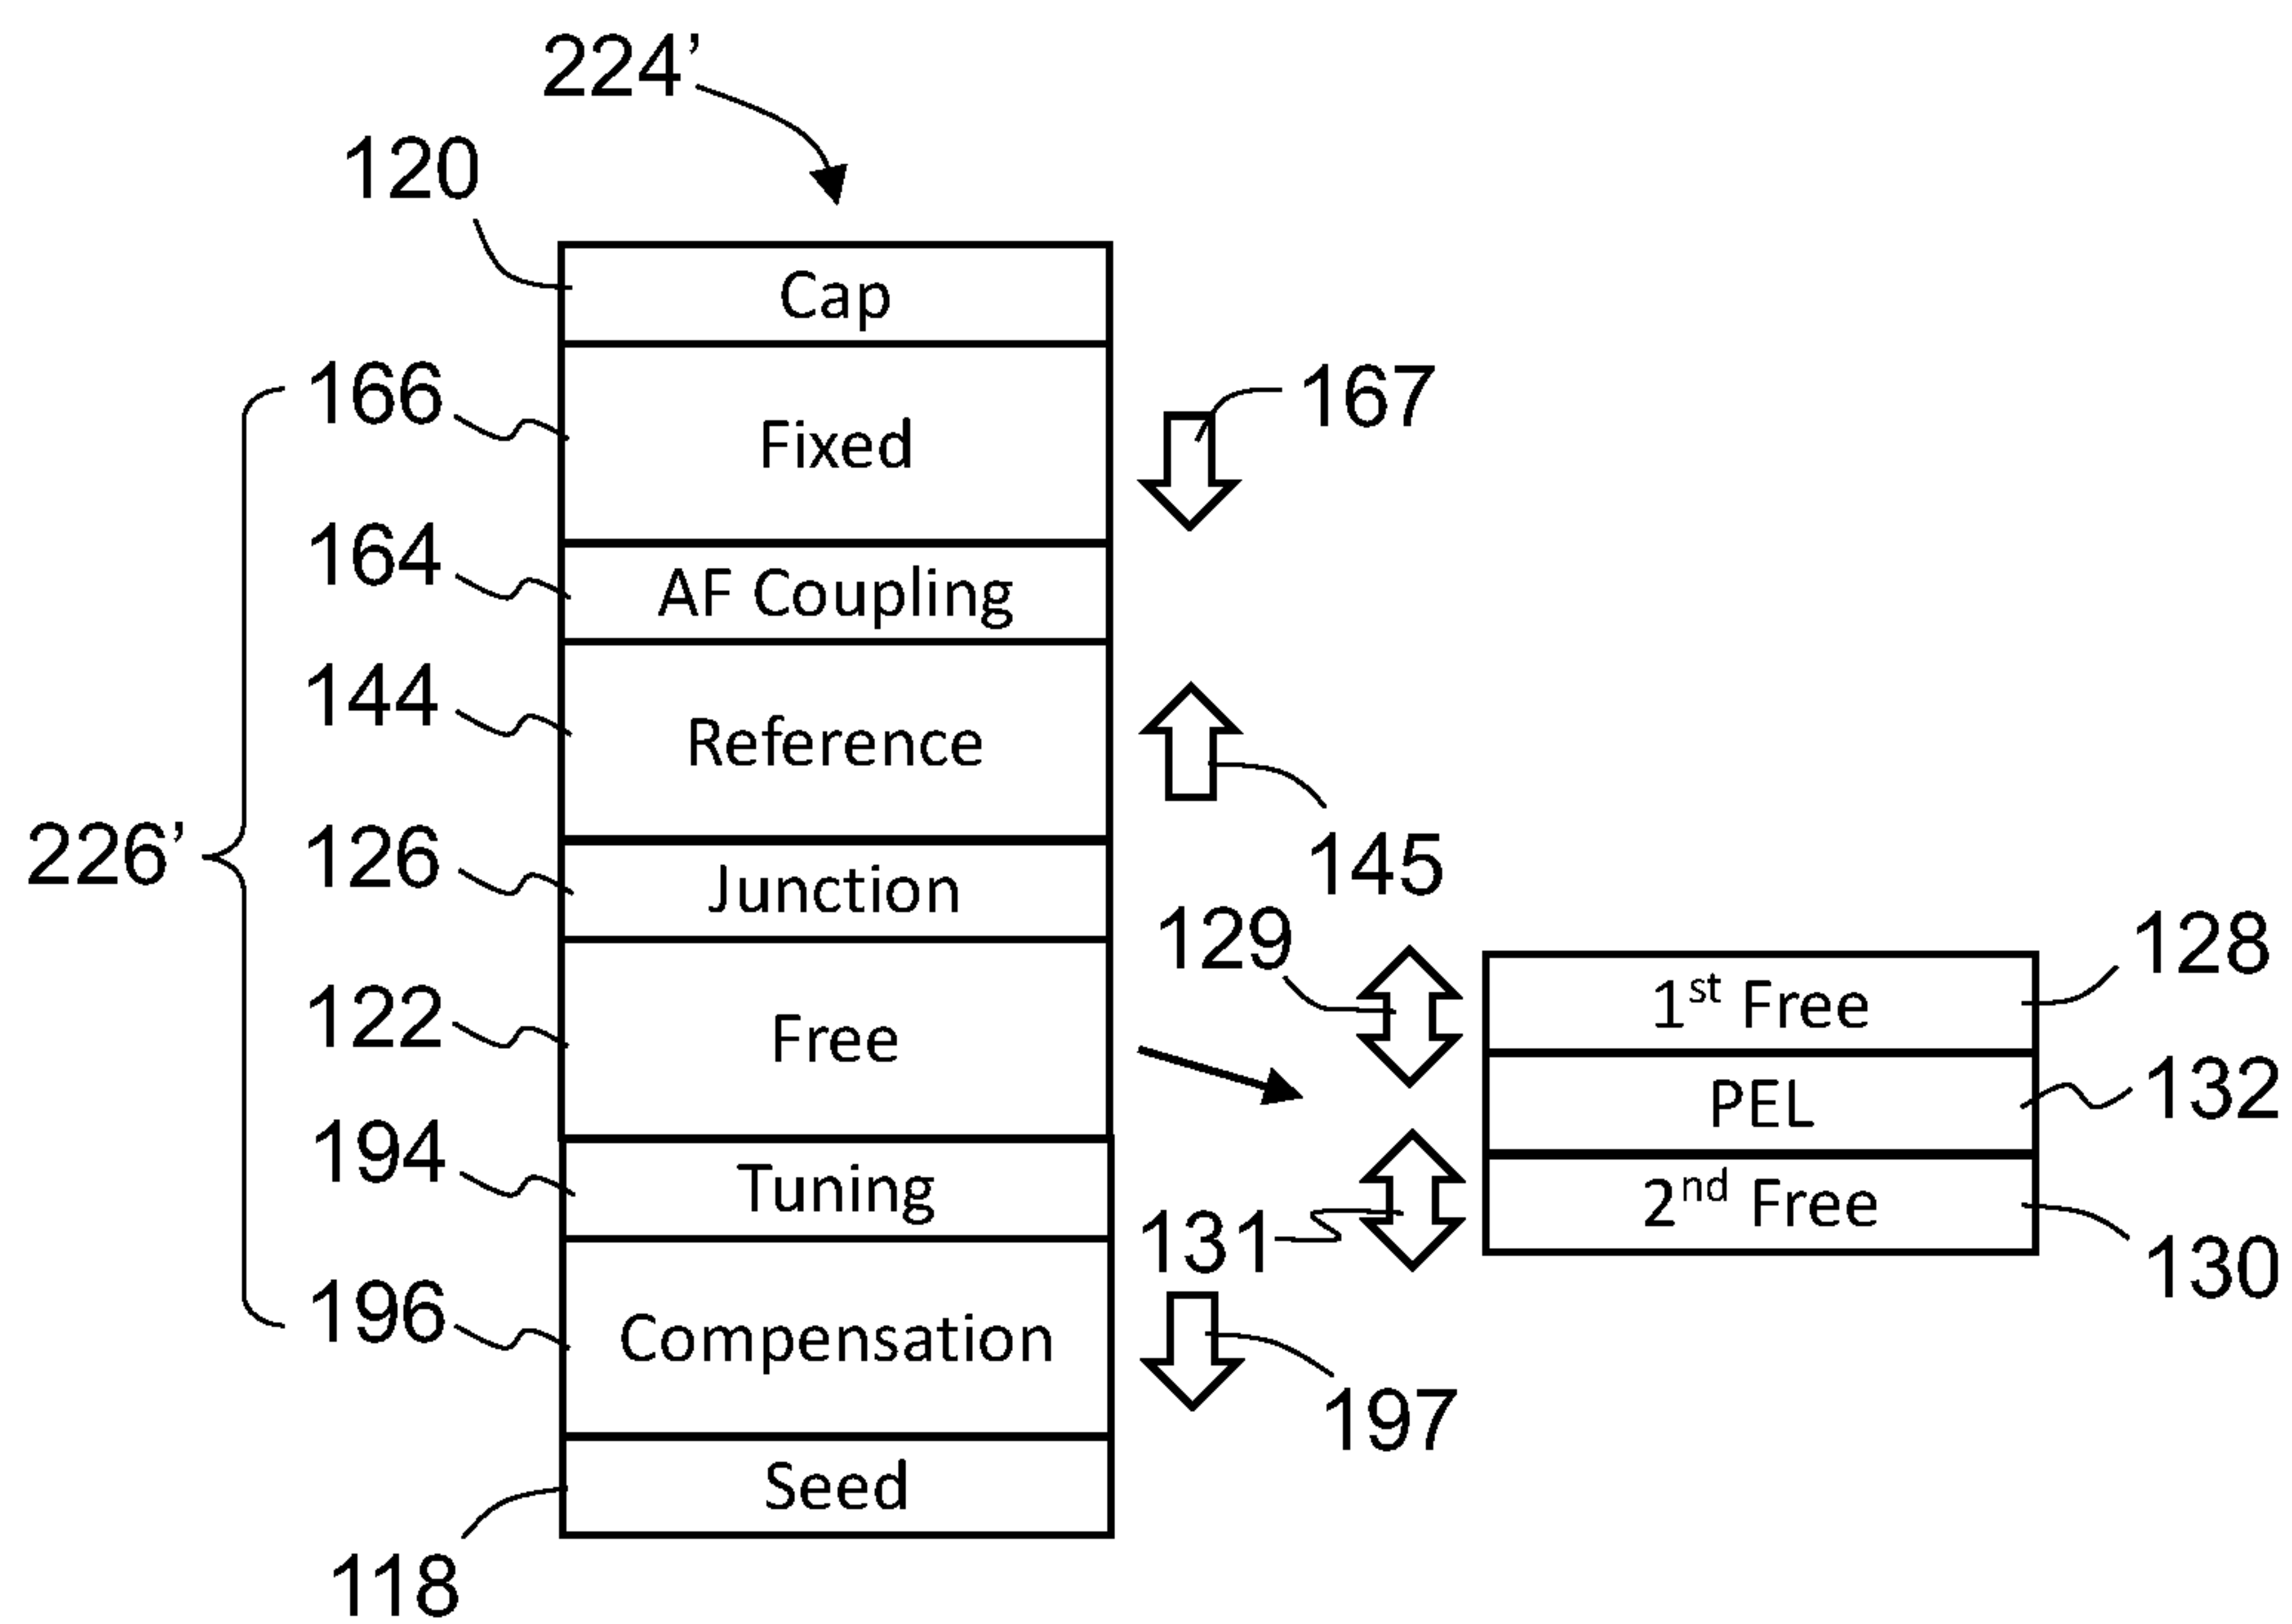 224’
120
Cap
166
Fixed
167
164
AF Coupling
144
Reference
145
226’
126
Junction
129
1st Free
128
122
Free
PEL
132
194
Tuning
131
2nd Free
130
196
Compensation
197
Seed
118